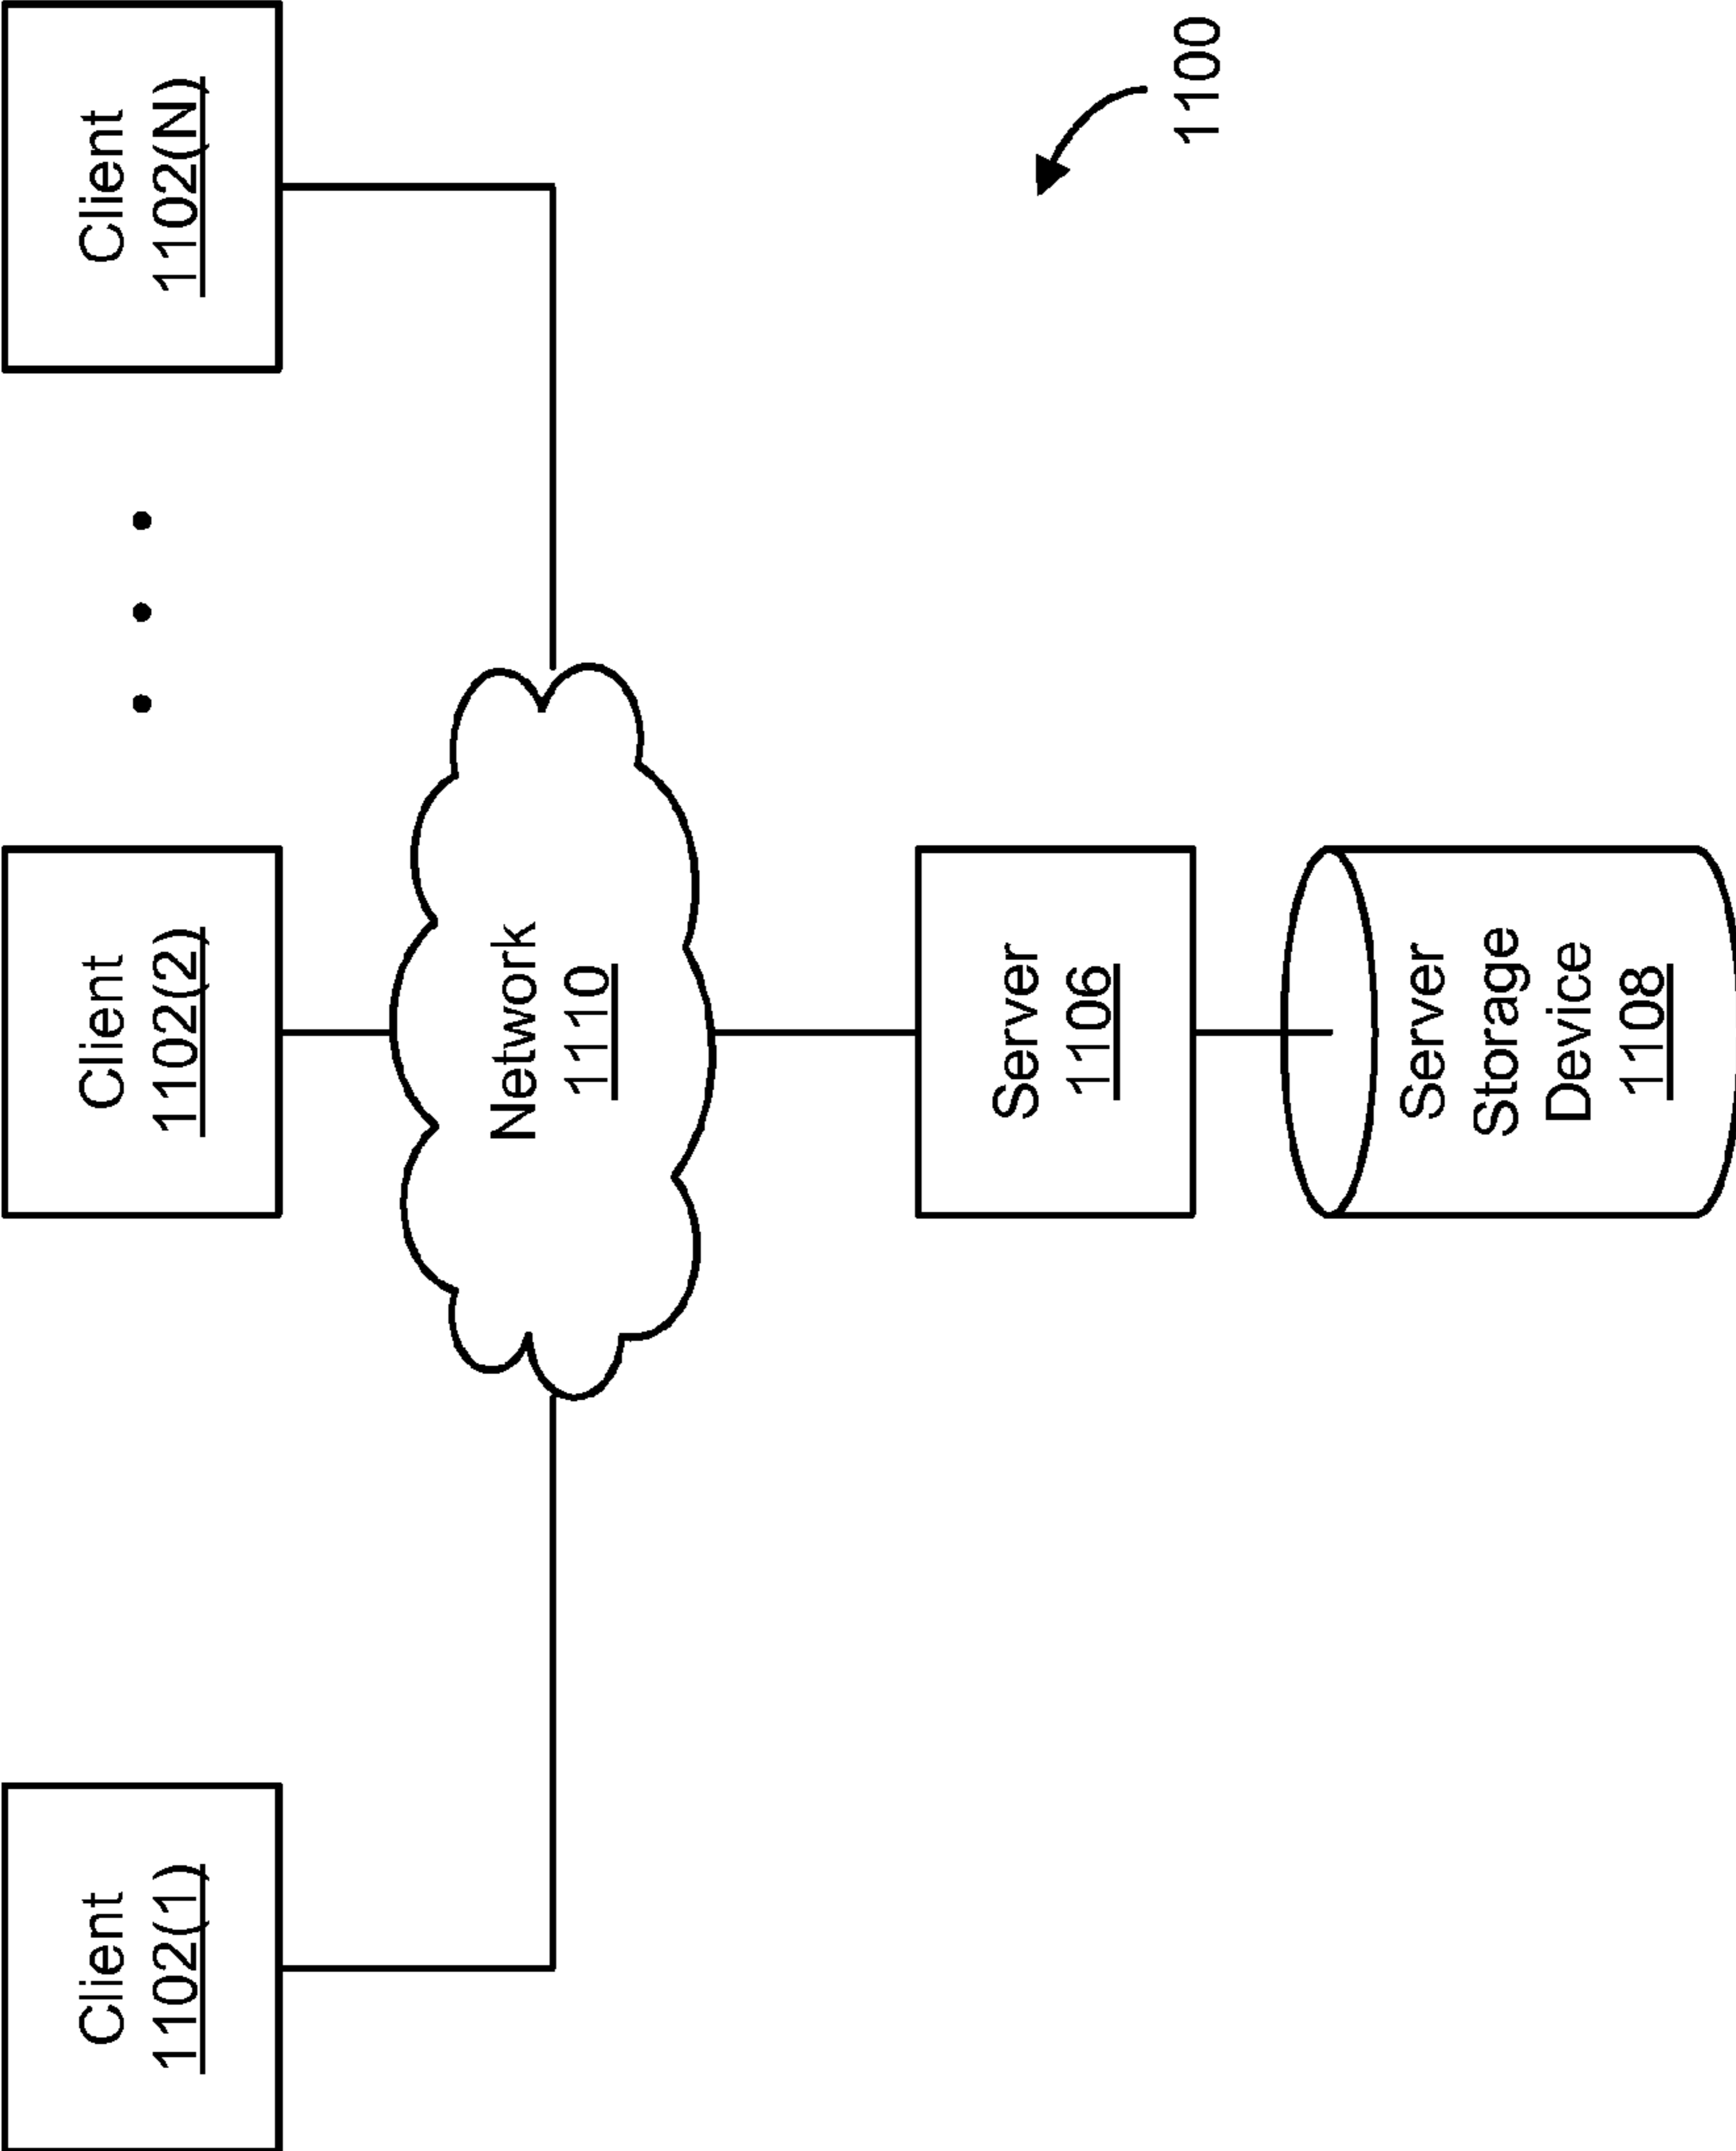 Client
1102(1)
Client
1102(2)
Client
1102(N)
Network
1110
Server
1106
Server
Storage
Device
1108
1100